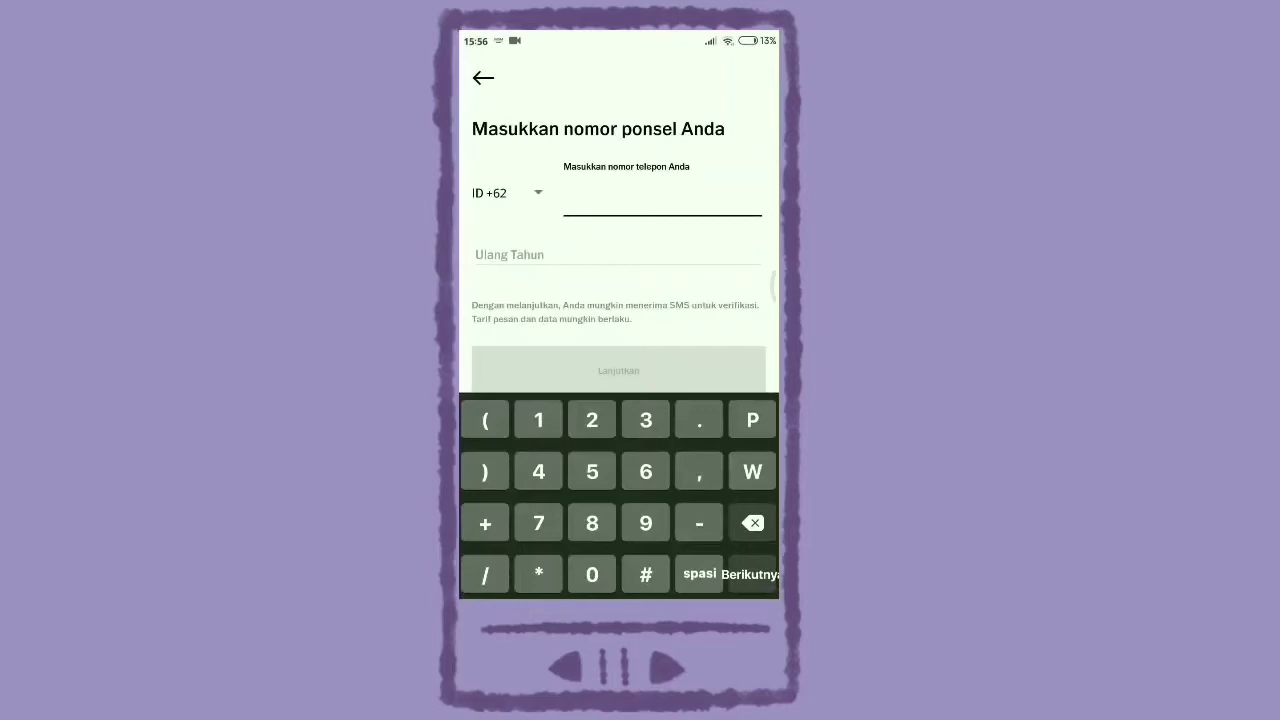 15:56
13%
Masukkan nomor ponsel Anda
Masukkan nomor telepon Anda
ID +62
Ulang Tahun
Dengan melanjutkan, Anda mungkin menerima SMS untuk verifikasi.
Tarif pesan dan data mungkin berlaku.
Lanjutkan
( 1 2 3 . P
) 4 5 6 , W
+ 7 8 9 -
/ * 0 # spasi Berikutnya